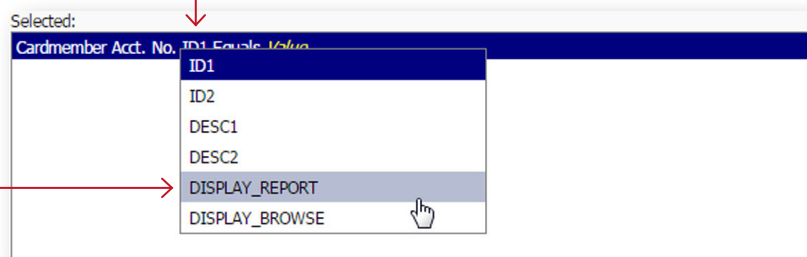 Selected:
Cardmember Acct. No. ID1 Equals Value
ID1
ID2
DESC1
DESC2
DISPLAY_REPORT
DISPLAY_BROWSE